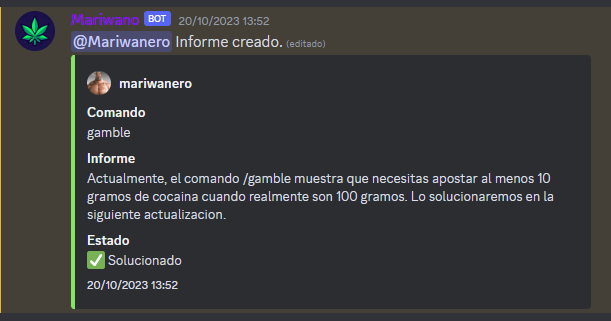 Mariwano BOT 20/10/2023 13:52
@Mariwanero Informe creado. (editado)
mariwanero
Comando
gamble
Informe
Actualmente, el comando /gamble muestra que necesitas apostar al menos 10
gramos de cocaina cuando realmente son 100 gramos. Lo solucionaremos en la
siguiente actualizacion.
Estado
✅ Solucionado
20/10/2023 13:52